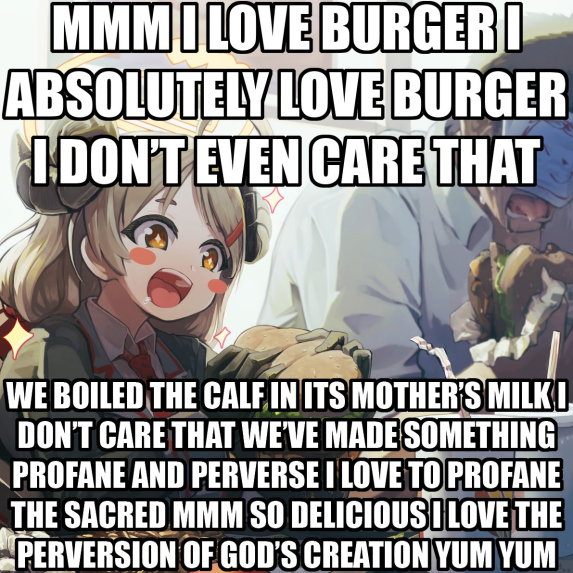 MMM I LOVE BURGER I
ABSOLUTELY LOVE BURGER
I DON'T EVEN CARE THAT
WE BOILED THE CALF IN ITS MOTHER'S MILK I
DON'T CARE THAT WE'VE MADE SOMETHING
PROFANE AND PERVERSE I LOVE TO PROFANE
THE SACRED MMM SO DELICIOUS I LOVE THE
PERVERSION OF GOD'S CREATION YUM YUM